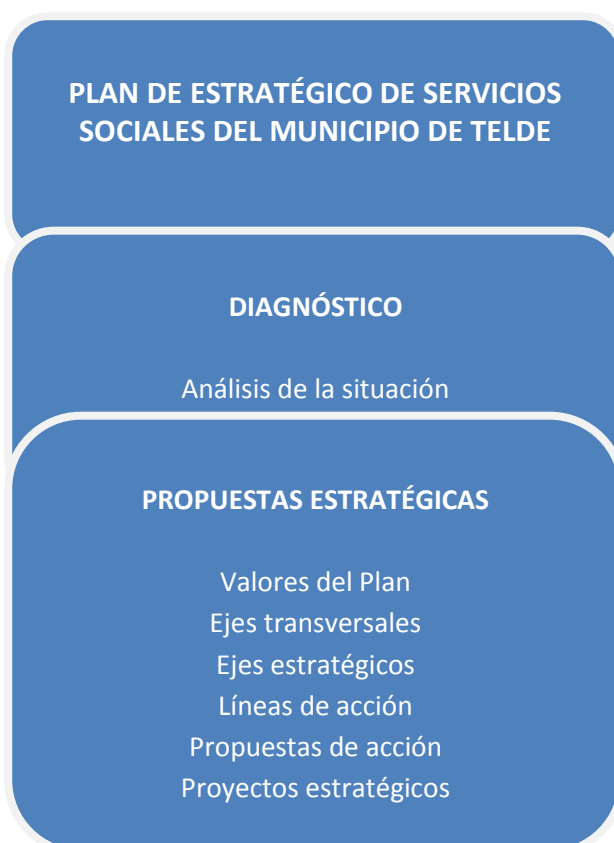 PLAN DE ESTRATÉGICO DE SERVICIOS
SOCIALES DEL MUNICIPIO DE TELDE
DIAGNÓSTICO
Análisis de la situación
PROPUESTAS ESTRATÉGICAS
Valores del Plan
Ejes transversales
Ejes estratégicos
Líneas de acción
Propuestas de acción
Proyectos estratégicos